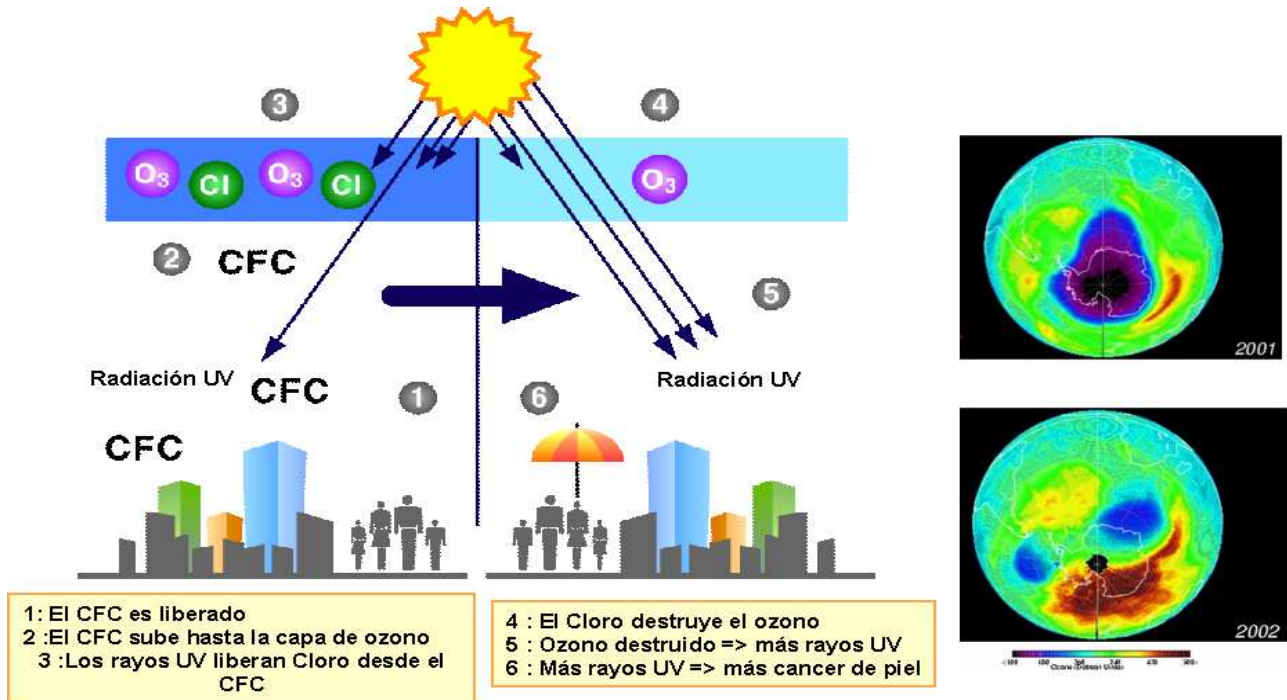 3
4
O3
Cl
O3
Cl
O3
2
CFC
5
2001
Radiación UV
CFC
Radiación UV
1
6
CFC
2002
1: El CFC es liberado
2 :El CFC sube hasta la capa de ozono
3 :Los rayos UV liberan Cloro desde el
CFC
4 : El Cloro destruye el ozono
5 : Ozono destruido => más rayos UV
6 : Más rayos UV => más cancer de piel
Ozone (Dobson Units)